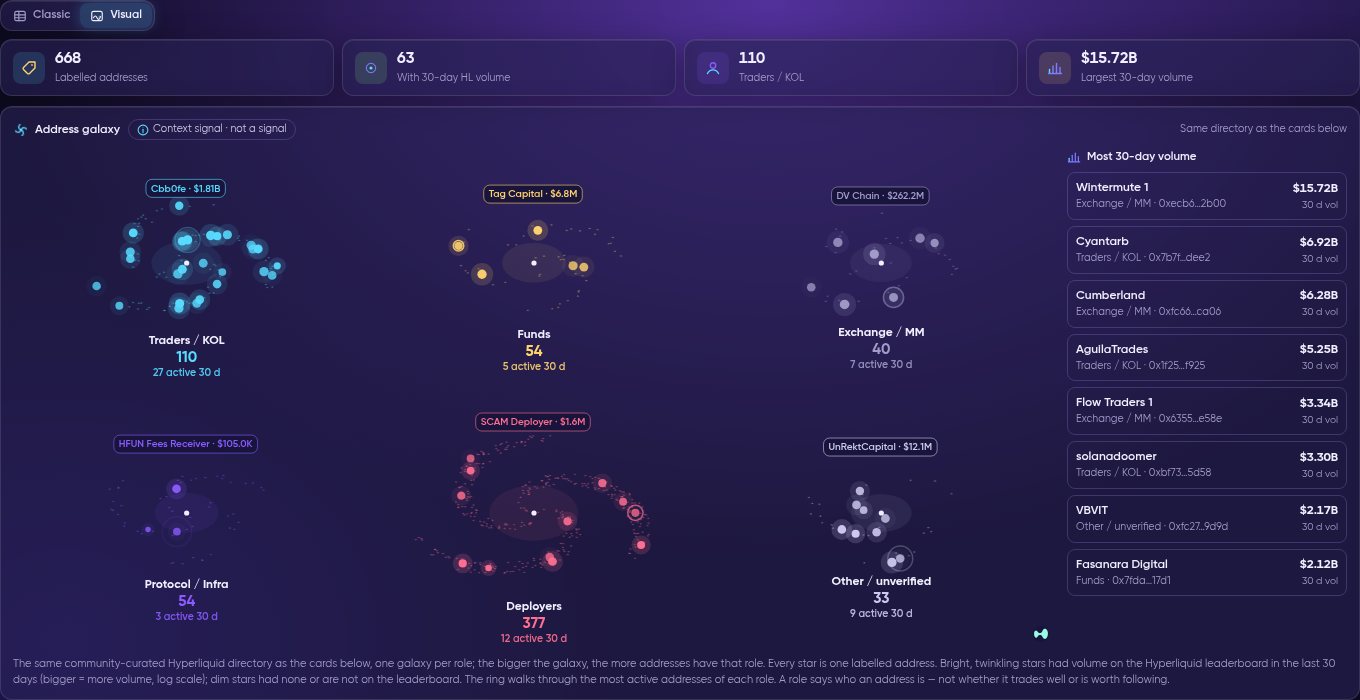 Classic
Visual
668
Labelled addresses
63
With 30-day HL volume
110
Traders / KOL
$15.72B
Largest 30-day volume
Address galaxy
Context signal · not a signal
Same directory as the cards below
Cbb0fe · $1.81B
Traders / KOL
110
27 active 30 d
Tag Capital · $6.8M
Funds
54
5 active 30 d
DV Chain · $262.2M
Exchange / MM
40
7 active 30 d
HFUN Fees Receiver · $105.0K
Protocol / Infra
54
3 active 30 d
SCAM Deployer · $1.6M
Deployers
377
12 active 30 d
UnRektCapital · $12.1M
Other / unverified
33
9 active 30 d
Most 30-day volume
Wintermute 1
$15.72B
Exchange / MM · 0xecb6...2b00
30 d vol
Cyantarb
$6.92B
Traders / KOL · 0x7b7f...dee2
30 d vol
Cumberland
$6.28B
Exchange / MM · 0xfc66...ca06
30 d vol
AguilaTrades
$5.25B
Traders / KOL · 0x1f25...f925
30 d vol
Flow Traders 1
$3.34B
Exchange / MM · 0x6355...e58e
30 d vol
solanadoomer
$3.30B
Traders / KOL · 0xbf73...5d58
30 d vol
VBVIT
$2.17B
Other / unverified · 0xfc27...9d9d
30 d vol
Fasanara Digital
$2.12B
Funds · 0x7fda...17d1
30 d vol
The same community-curated Hyperliquid directory as the cards below, one galaxy per role; the bigger the galaxy, the more addresses have that role. Every star is one labelled address. Bright, twinkling stars had volume on the Hyperliquid leaderboard in the last 30
days (bigger = more volume, log scale); dim stars had none or are not on the leaderboard. The ring walks through the most active addresses of each role. A role says who an address is — not whether it trades well or is worth following.